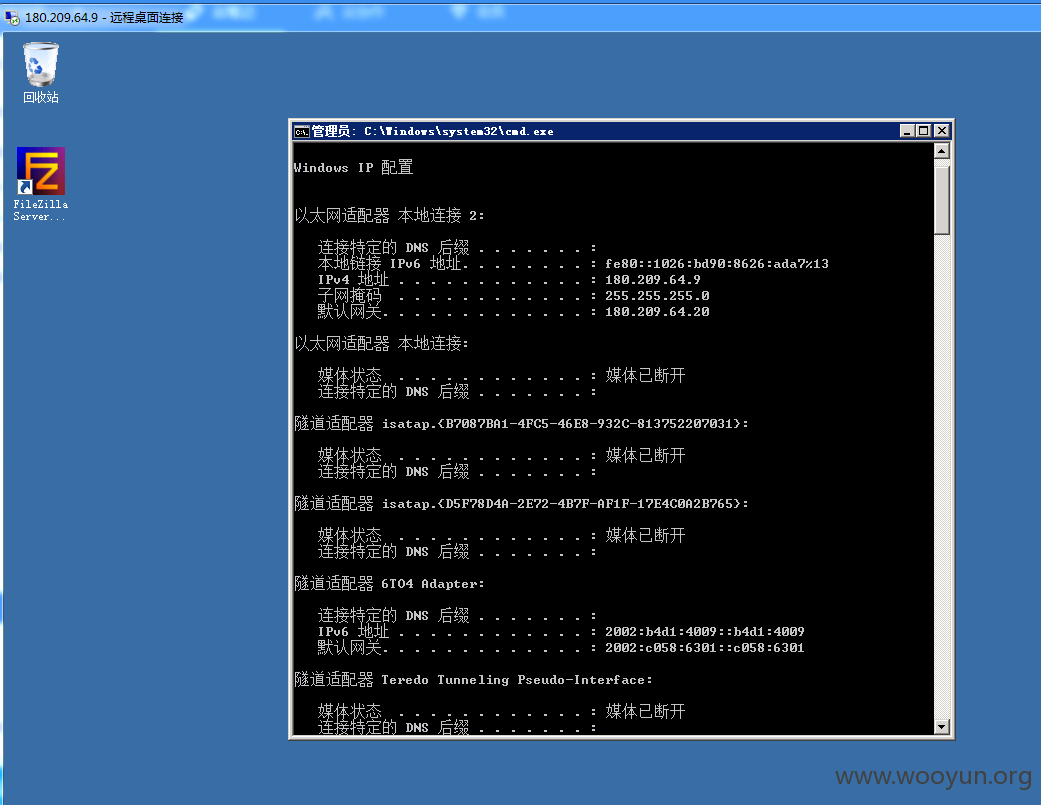 180.209.64.9 - 远程桌面连接
回收站
FileZilla
Server...
管理员: C:\Windows\system32\cmd.exe
Windows IP 配置
以太网适配器 本地连接 2:
连接特定的 DNS 后缀 . . . . . . . :
本地链接 IPv6 地址. . . . . . . . : fe80::1026:bd90:8626:ada7%13
IPv4 地址 . . . . . . . . . . . . : 180.209.64.9
子网掩码  . . . . . . . . . . . . : 255.255.255.0
默认网关. . . . . . . . . . . . . : 180.209.64.20
以太网适配器 本地连接:
媒体状态  . . . . . . . . . . . . : 媒体已断开
连接特定的 DNS 后缀 . . . . . . . :
隧道适配器 isatap.{B7087BA1-4FC5-46E8-932C-813752207031}:
媒体状态  . . . . . . . . . . . . : 媒体已断开
连接特定的 DNS 后缀 . . . . . . . :
隧道适配器 isatap.{D5F78D4A-2E72-4B7F-AF1F-17E4C0A2B765}:
媒体状态  . . . . . . . . . . . . : 媒体已断开
连接特定的 DNS 后缀 . . . . . . . :
隧道适配器 6TO4 Adapter:
连接特定的 DNS 后缀 . . . . . . . :
IPv6 地址 . . . . . . . . . . . . : 2002:b4d1:4009::b4d1:4009
默认网关. . . . . . . . . . . . . : 2002:c058:6301::c058:6301
隧道适配器 Teredo Tunneling Pseudo-Interface:
媒体状态  . . . . . . . . . . . . : 媒体已断开
连接特定的 DNS 后缀 . . . . . . . :
www.wooyun.org